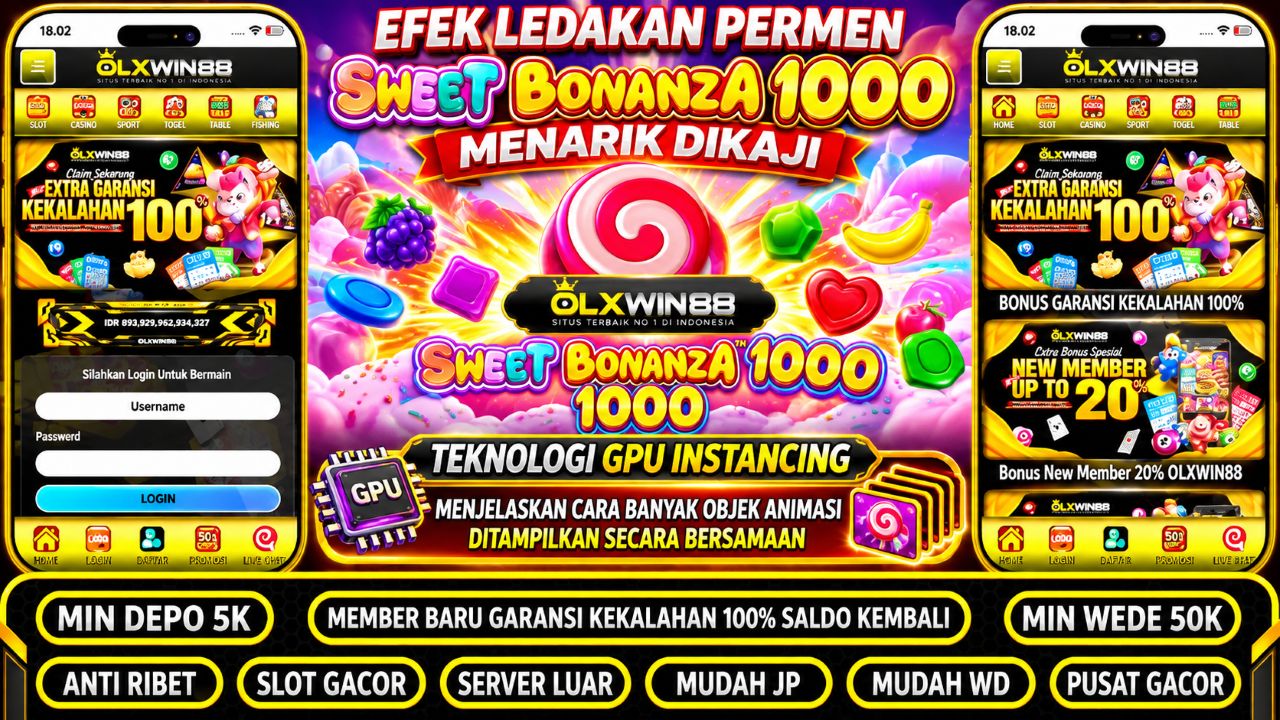 EFEK LEDAKAN PERMEN
SWEET BONANZA 1000
MENARIK DIKAJI
OLXWIN88
SITUS TERBAIK NO 1 DI INDONESIA
SWEET BONANZA™ 1000
1000
TEKNOLOGI GPU INSTANCING
GPU
MENJELASKAN CARA BANYAK OBJEK ANIMASI
DITAMPILKAN SECARA BERSAMAAN
18.02
OLXWIN88
SITUS TERBAIK NO 1 DI INDONESIA
SLOT CASINO SPORT TOGEL TABLE FISHING
OLXWIN88
Claim Sekarang
EXTRA GARANSI
KEKALAHAN 100%
IDR 893,929,962,934,327
OLXWIN88
Silahkan Login Untuk Bermain
Username
Passwerd
LOGIN
HOME LOGIN DAFTAR PROMOSI LIVE CHAT
18.02
OLXWIN88
SITUS TERBAIK NO 1 DI INDONESIA
HOME SLOT CASINO SPORT TOGEL TABLE
OLXWIN88
Claim Sekarang
EXTRA GARANSI
KEKALAHAN 100%
BONUS GARANSI KEKALAHAN 100%
OLXWIN88
Extra Bonus Spesial
NEW MEMBER
UP TO 20%
Bonus New Member 20% OLXWIN88
OLXWIN88
HOME LOGIN DAFTAR PROMOSI LIVE CHAT
MIN DEPO 5K
MEMBER BARU GARANSI KEKALAHAN 100% SALDO KEMBALI
MIN WEDE 50K
ANTI RIBET
SLOT GACOR
SERVER LUAR
MUDAH JP
MUDAH WD
PUSAT GACOR